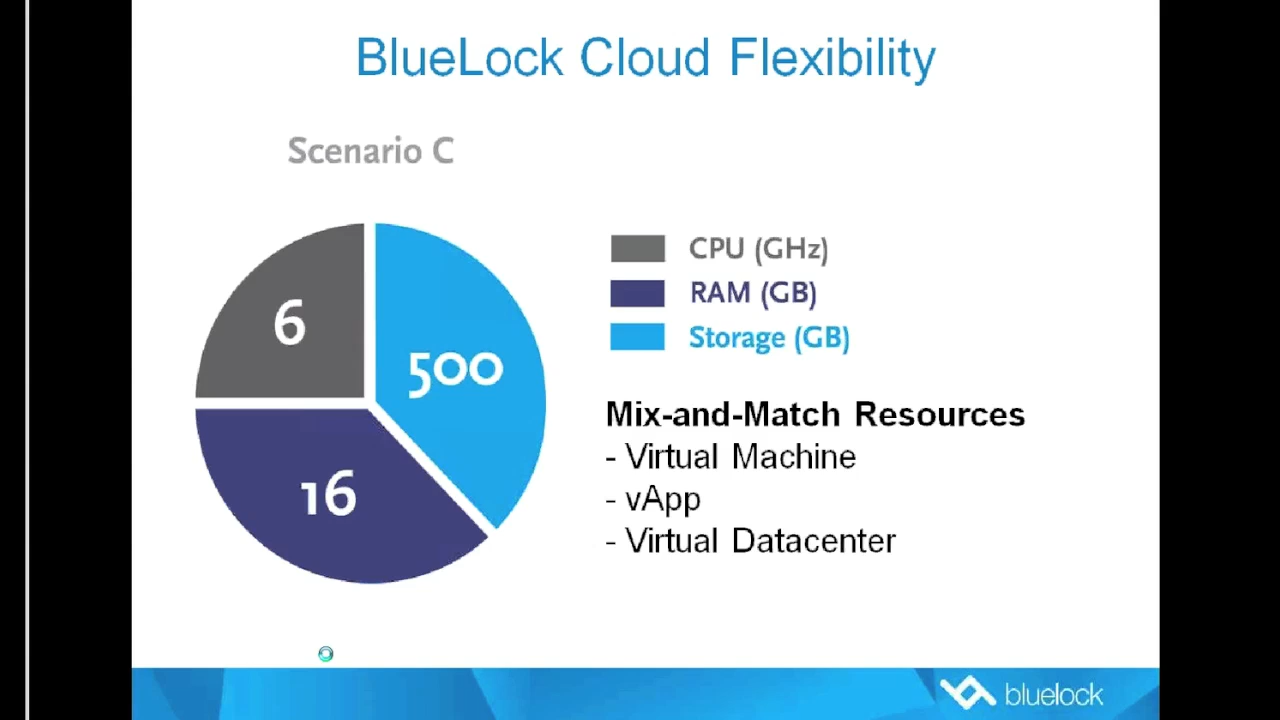 BlueLock Cloud Flexibility
Scenario C
6
500
16
CPU (GHz)
RAM (GB)
Storage (GB)
Mix-and-Match Resources
- Virtual Machine
- vApp
- Virtual Datacenter
bluelock